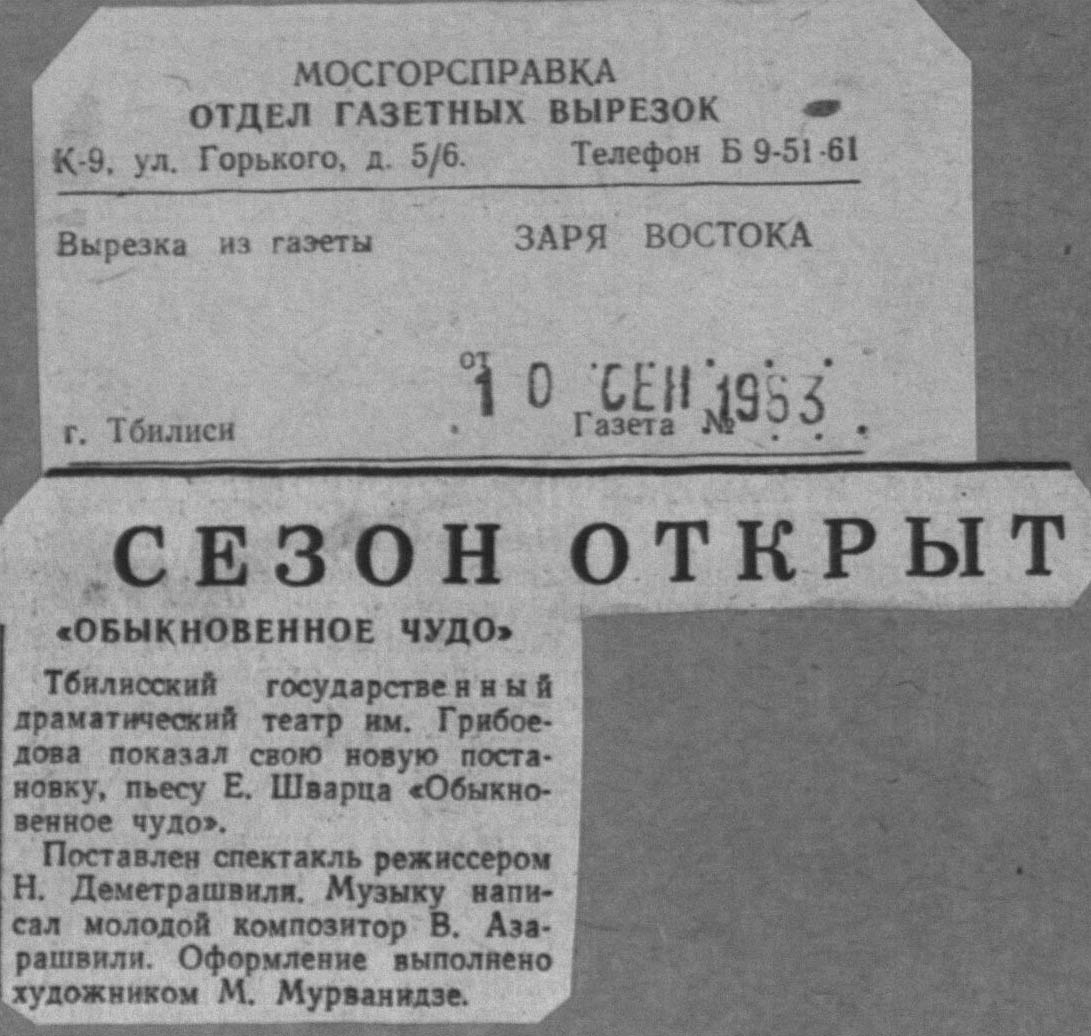 МОСГОРСПРАВКА
ОТДЕЛ ГАЗЕТНЫХ ВЫРЕЗОК
К-9, ул. Горького, д. 5/6. Телефон Б 9-51-61
Вырезка из газеты ЗАРЯ ВОСТОКА
от
10 СЕН 1963
г. Тбилиси Газета №
СЕЗОН ОТКРЫТ
«ОБЫКНОВЕННОЕ ЧУДО»
Тбилисский государственный
драматический театр им. Грибое-
дова показал свою новую поста-
новку, пьесу Е. Шварца «Обыкно-
венное чудо».
Поставлен спектакль режиссером
Н. Деметрашвили. Музыку напи-
сал молодой композитор В. Аза-
рашвили. Оформление выполнено
художником М. Мурванидзе.